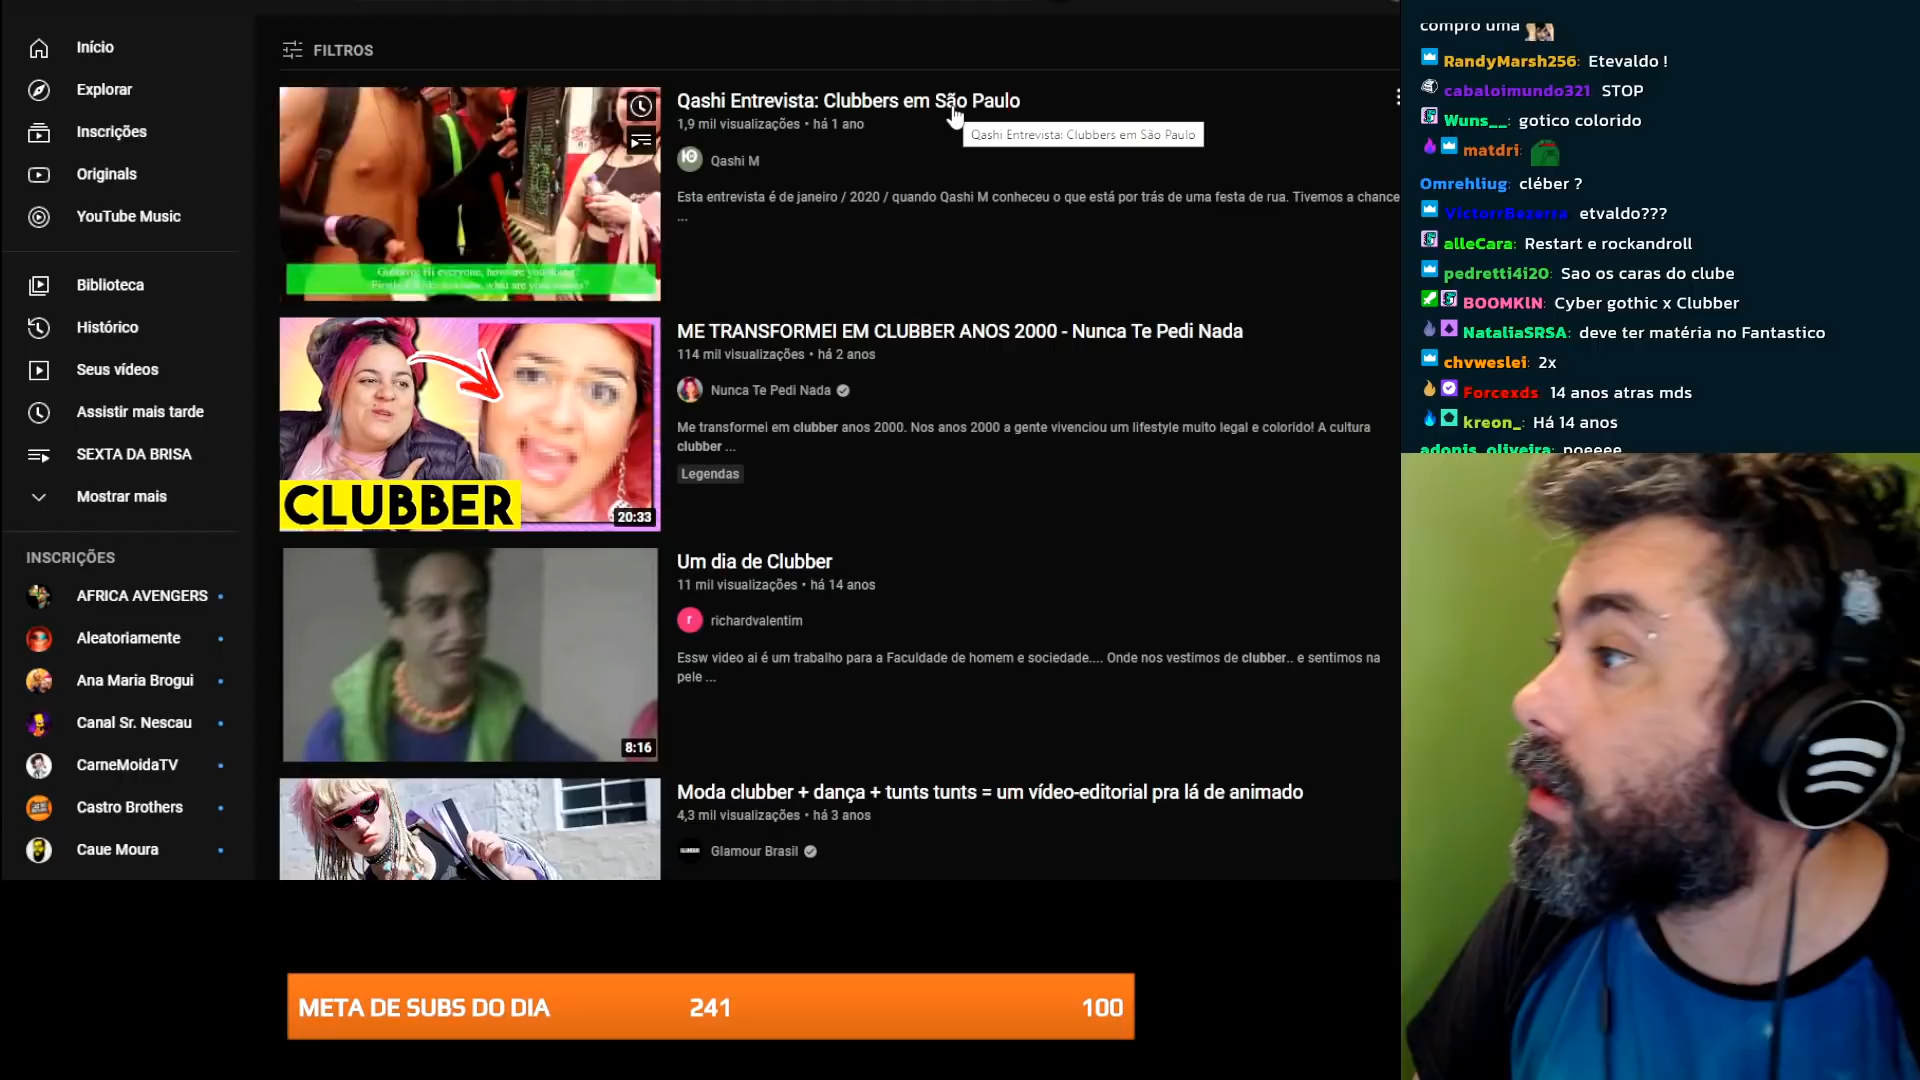 Início
Explorar
Inscrições
Originals
YouTube Music
Biblioteca
Histórico
Seus vídeos
Assistir mais tarde
SEXTA DA BRISA
Mostrar mais
INSCRIÇÕES
AFRICA AVENGERS
Aleatoriamente
Ana Maria Brogui
Canal Sr. Nescau
CarneMoidaTV
Castro Brothers
Caue Moura
FILTROS
Qashi Entrevista: Clubbers em São Paulo
1,9 mil visualizações • há 1 ano
Qashi Entrevista: Clubbers em São Paulo
Qashi M
Esta entrevista é de janeiro / 2020 / quando Qashi M conheceu o que está por trás de uma festa de rua. Tivemos a chance
...
ME TRANSFORMEI EM CLUBBER ANOS 2000 - Nunca Te Pedi Nada
114 mil visualizações • há 2 anos
Nunca Te Pedi Nada
Me transformei em clubber anos 2000. Nos anos 2000 a gente vivenciou um lifestyle muito legal e colorido! A cultura
clubber ...
Legendas
CLUBBER
20:33
Um dia de Clubber
11 mil visualizações • há 14 anos
r
richardvalentim
Essw video ai é um trabalho para a Faculdade de homem e sociedade.... Onde nos vestimos de clubber.. e sentimos na
pele ...
8:16
Moda clubber + dança + tunts tunts = um vídeo-editorial pra lá de animado
4,3 mil visualizações • há 3 anos
Glamour Brasil
META DE SUBS DO DIA 241 100
compro uma
RandyMarsh256: Etevaldo !
cabaloimundo321 STOP
Wuns__: gotico colorido
matdri:
Omrehliug: cléber ?
VictorrBezerra etvaldo???
alleCara: Restart e rockandroll
pedretti4i20: Sao os caras do clube
BOOMKlN: Cyber gothic x Clubber
NataliaSRSA: deve ter matéria no Fantastico
chvweslei: 2x
Forcexds 14 anos atras mds
kreon_: Há 14 anos
adonis_oliveira: poeeee